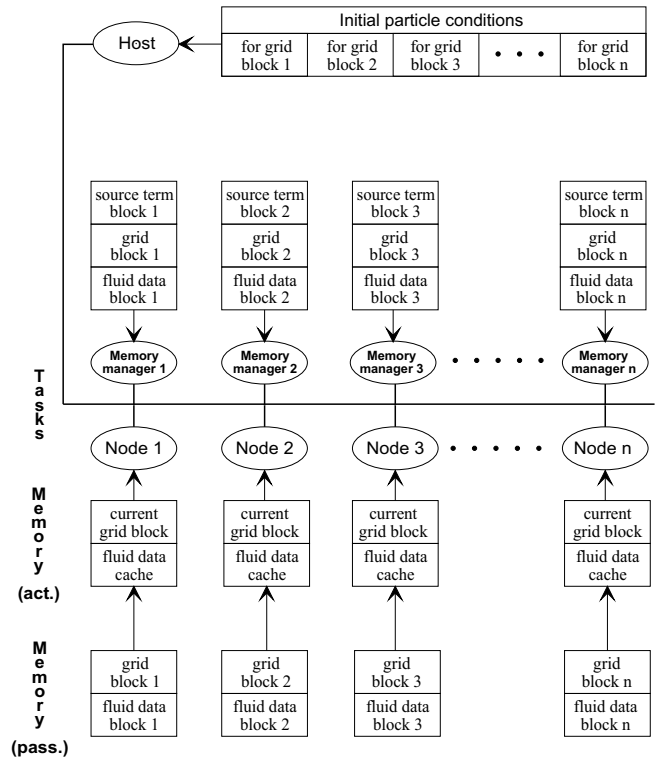 Initial particle conditions
Host
for grid block 1
for grid block 2
for grid block 3
• • •
for grid block n
source term block 1
source term block 2
source term block 3
source term block n
grid block 1
grid block 2
grid block 3
grid block n
fluid data block 1
fluid data block 2
fluid data block 3
fluid data block n
Memory manager 1
Memory manager 2
Memory manager 3
• • • • •
Memory manager n
Tasks
Node 1
Node 2
Node 3
• • • • •
Node n
Memory
(act.)
current grid block
current grid block
current grid block
current grid block
fluid data cache
fluid data cache
fluid data cache
fluid data cache
Memory
(pass.)
grid block 1
grid block 2
grid block 3
grid block n
fluid data block 1
fluid data block 2
fluid data block 3
fluid data block n